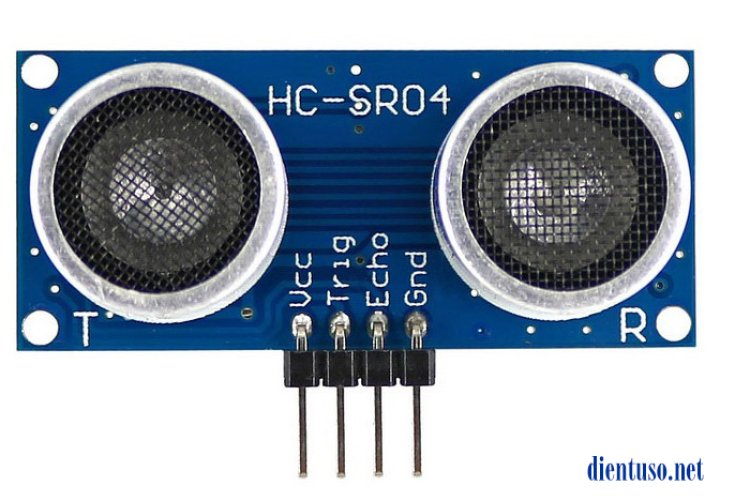 HC-SR04
Vcc
Trig
Echo
Gnd
T
R
dientuso.net